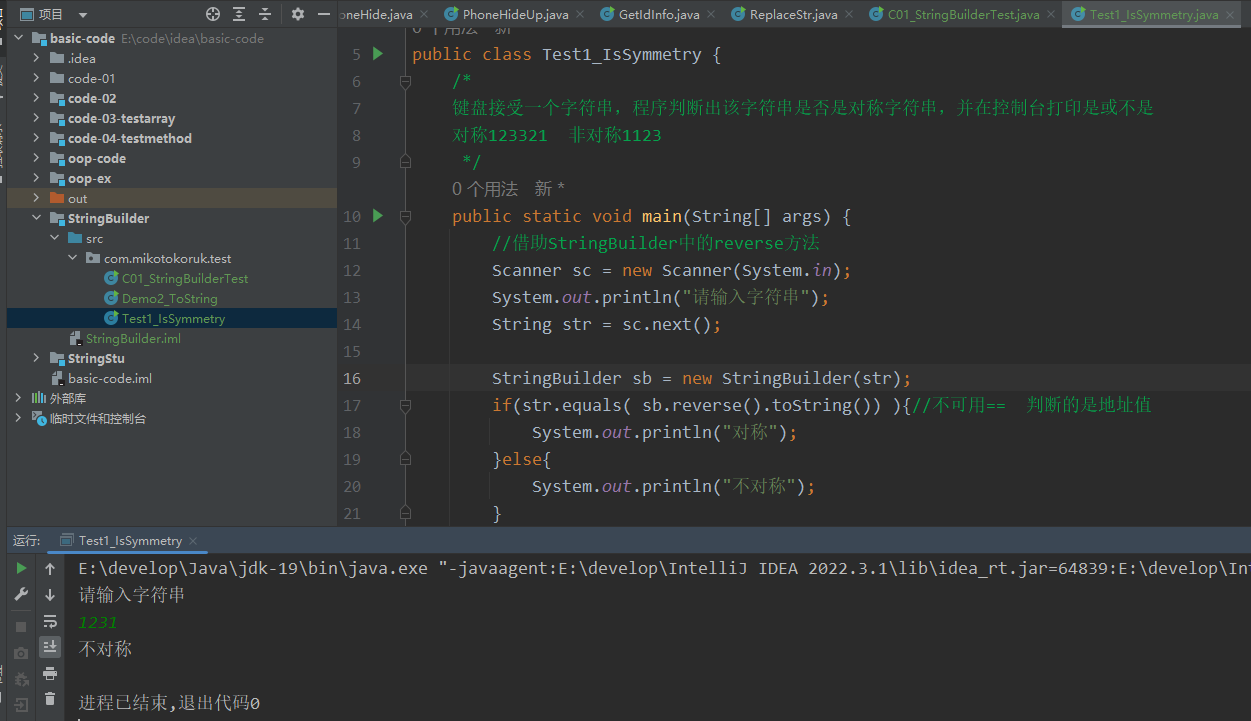 项目
oneHide.java
PhoneHideUp.java
GetIdInfo.java
ReplaceStr.java
C01_StringBuilderTest.java
Test1_IsSymmetry.java
basic-code E:\code\idea\basic-code
.idea
code-01
code-02
code-03-testarray
code-04-testmethod
oop-code
oop-ex
out
StringBuilder
src
com.mikotokoruk.test
C01_StringBuilderTest
Demo2_ToString
Test1_IsSymmetry
StringBuilder.iml
StringStu
basic-code.iml
外部库
临时文件和控制台
0 个用法 新 *
5 public class Test1_IsSymmetry {
6 /*
7 键盘接受一个字符串，程序判断出该字符串是否是对称字符串，并在控制台打印是或不是
8 对称123321 非对称1123
9 */
0 个用法 新 *
10 public static void main(String[] args) {
11 //借助StringBuilder中的reverse方法
12 Scanner sc = new Scanner(System.in);
13 System.out.println("请输入字符串");
14 String str = sc.next();
15
16 StringBuilder sb = new StringBuilder(str);
17 if(str.equals( sb.reverse().toString()) ){//不可用== 判断的是地址值
18 System.out.println("对称");
19 }else{
20 System.out.println("不对称");
21 }
运行: Test1_IsSymmetry
E:\develop\Java\jdk-19\bin\java.exe "-javaagent:E:\develop\IntelliJ IDEA 2022.3.1\lib\idea_rt.jar=64839:E:\develop\Int
请输入字符串
1231
不对称
进程已结束,退出代码0